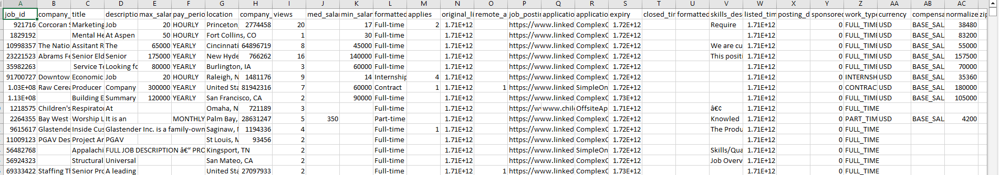 A B C D E F G H I J K L M N O P Q R S T U V W X Y Z AA AB AC
job_id company_ title descriptio max_salar pay_perio location company_ views med_salar min_salar formatted applies original_li remote_a job_postin applicatio applicatio expiry closed_tin formatted skills_des listed_tim posting_d sponsored work_type currency compensa normalize zip
921716 Corcoran S Marketing Job 20 HOURLY Princeton, 2774458 20 17 Full-time 2 1.71E+12 https://www.linked ComplexC 1.72E+12 Require 1.71E+12 0 FULL_TIME USD BASE_SAL 38480
1829192 Mental He At Aspen 50 HOURLY Fort Collins, CO 1 30 Full-time 1.71E+12 https://www.linked ComplexC 1.72E+12 1.71E+12 0 FULL_TIME USD BASE_SAL 83200
10998357 The Natio Assitant R The 65000 YEARLY Cincinnati 64896719 8 45000 Full-time 1.71E+12 https://www.linked ComplexC 1.72E+12 We are cu 1.71E+12 0 FULL_TIME USD BASE_SAL 55000
23221523 Abrams Fe Senior Eld Senior 175000 YEARLY New Hyde 766262 16 140000 Full-time 1.71E+12 https://www.linked ComplexC 1.72E+12 This positi 1.71E+12 0 FULL_TIME USD BASE_SAL 157500
35982263 Service Te Looking fo 80000 YEARLY Burlington, IA 3 60000 Full-time 1.71E+12 https://www.linked ComplexC 1.72E+12 1.71E+12 0 FULL_TIME USD BASE_SAL 70000
91700727 Downtow Economic Job 20 HOURLY Raleigh, N 1481176 9 14 Internship 4 1.71E+12 https://www.linked ComplexC 1.72E+12 1.71E+12 0 INTERNSH USD BASE_SAL 35360
1.03E+08 Raw Cerea Producer Company 300000 YEARLY United Sta 81942316 7 60000 Contract 1 1.71E+12 1 https://www.linked SimpleOn 1.72E+12 1.71E+12 0 CONTRAC USD BASE_SAL 180000
1.13E+08 Building E Summary 120000 YEARLY San Francisco, CA 2 90000 Full-time 1.71E+12 https://www.linked ComplexC 1.73E+12 1.71E+12 0 FULL_TIME USD BASE_SAL 105000
1218575 Children's Respirator At Omaha, N 721189 3 Full-time 1.71E+12 https://w www.chil OffsiteAp 1.72E+12 â€¢ 1.71E+12 0 FULL_TIME
2264355 Bay West Worship L It is an MONTHLY Palm Bay, 28631247 5 350 Part-time 1.71E+12 https://www.linked ComplexC 1.72E+12 Knowled 1.71E+12 0 PART_TIM USD BASE_SAL 4200
9615617 Glastende Inside Cus Glastender Inc. is a family-own Saginaw, 1194336 4 Full-time 1 1.71E+12 https://www.linked ComplexC 1.72E+12 The Produ 1.71E+12 0 FULL_TIME
11009123 PGAV Des Project Ar PGAV St Louis, M 93456 2 Full-time 1.71E+12 https://www.linked ComplexC 1.72E+12 1.71E+12 0 FULL_TIME
56482768 Appalachi FULL JOB DESCRIPTION â€“ PRO Kingsport, TN 2 Full-time 1.71E+12 https://www.linked SimpleOn 1.72E+12 Skills/Qua 1.71E+12 0 FULL_TIME
56924323 Structural Universal San Mateo, CA 2 Full-time 1.71E+12 https://www.linked ComplexC 1.72E+12 Job Overv 1.71E+12 0 FULL_TIME
69333422 Staffing Th Senior Pro A leading United Sta 27097933 2 Full-time 1.71E+12 1 https://www.linked ComplexC 1.73E+12 1.71E+12 0 FULL_TIME